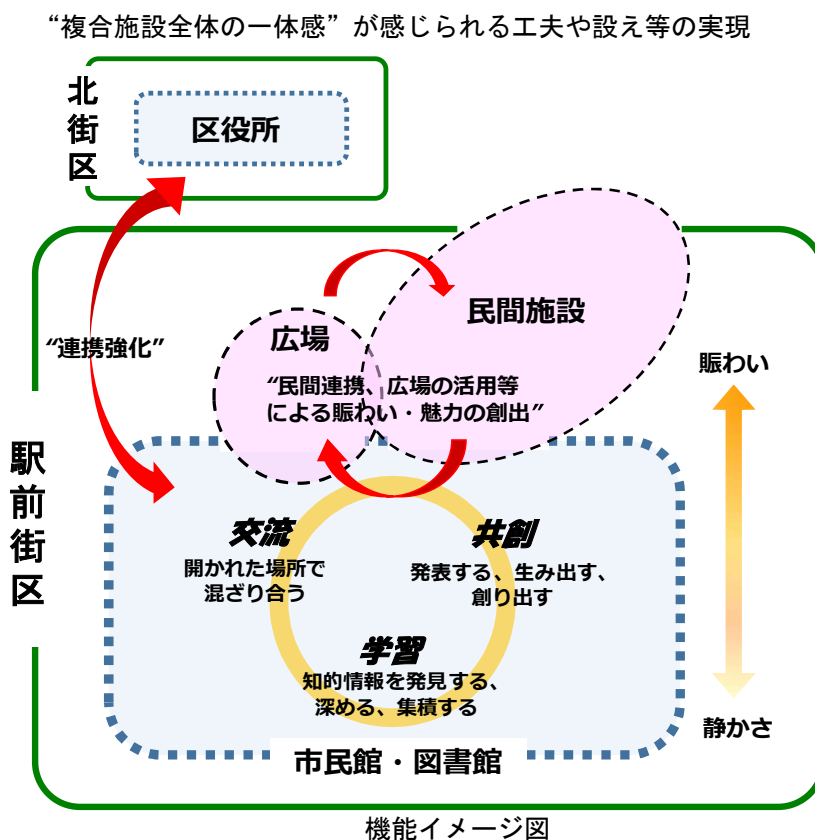 “複合施設全体の一体感”が感じられる工夫や設え等の実現
北街区
区役所
民間施設
広場
“連携強化”
“民間連携、広場の活用等
による賑わい・魅力の創出”
賑わい
駅前街区
交流
開かれた場所で
混ざり合う
共創
発表する、生み出す、
創り出す
学習
知的情報を発見する、
深める、集積する
静かさ
市民館・図書館
機能イメージ図